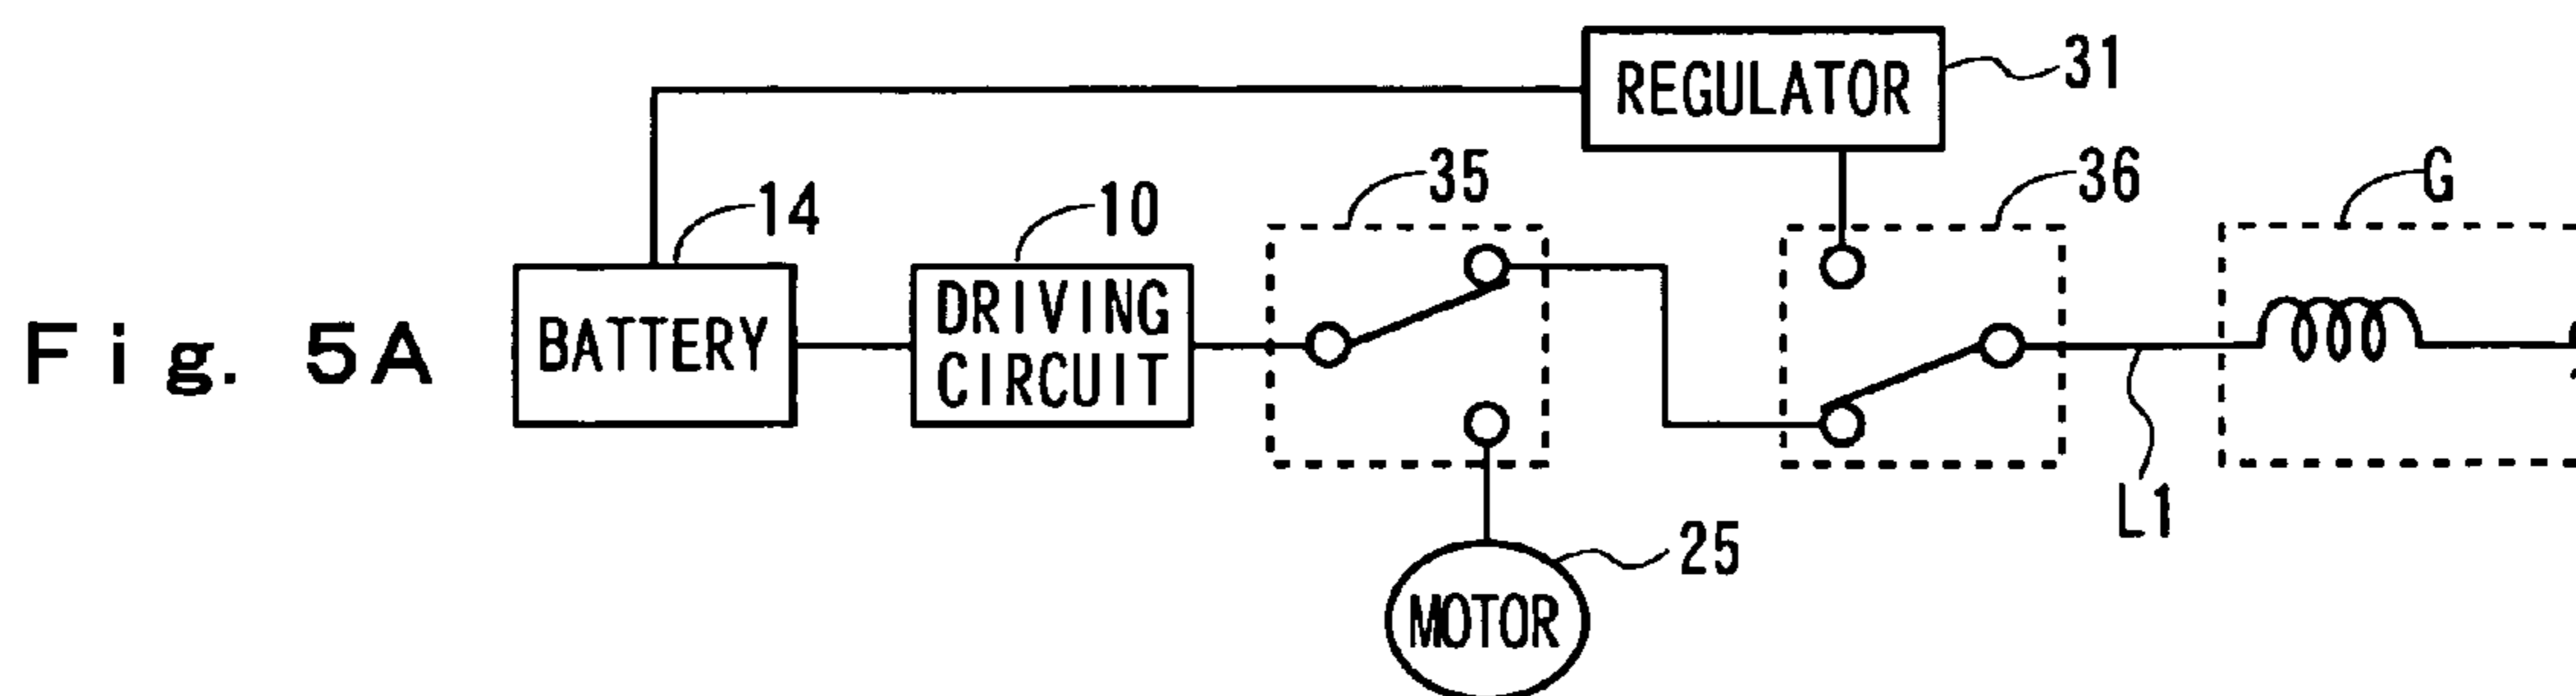 REGULATOR
31
14
10
35
36
G
Fig. 5A
BATTERY
DRIVING
CIRCUIT
L1
25
MOTOR